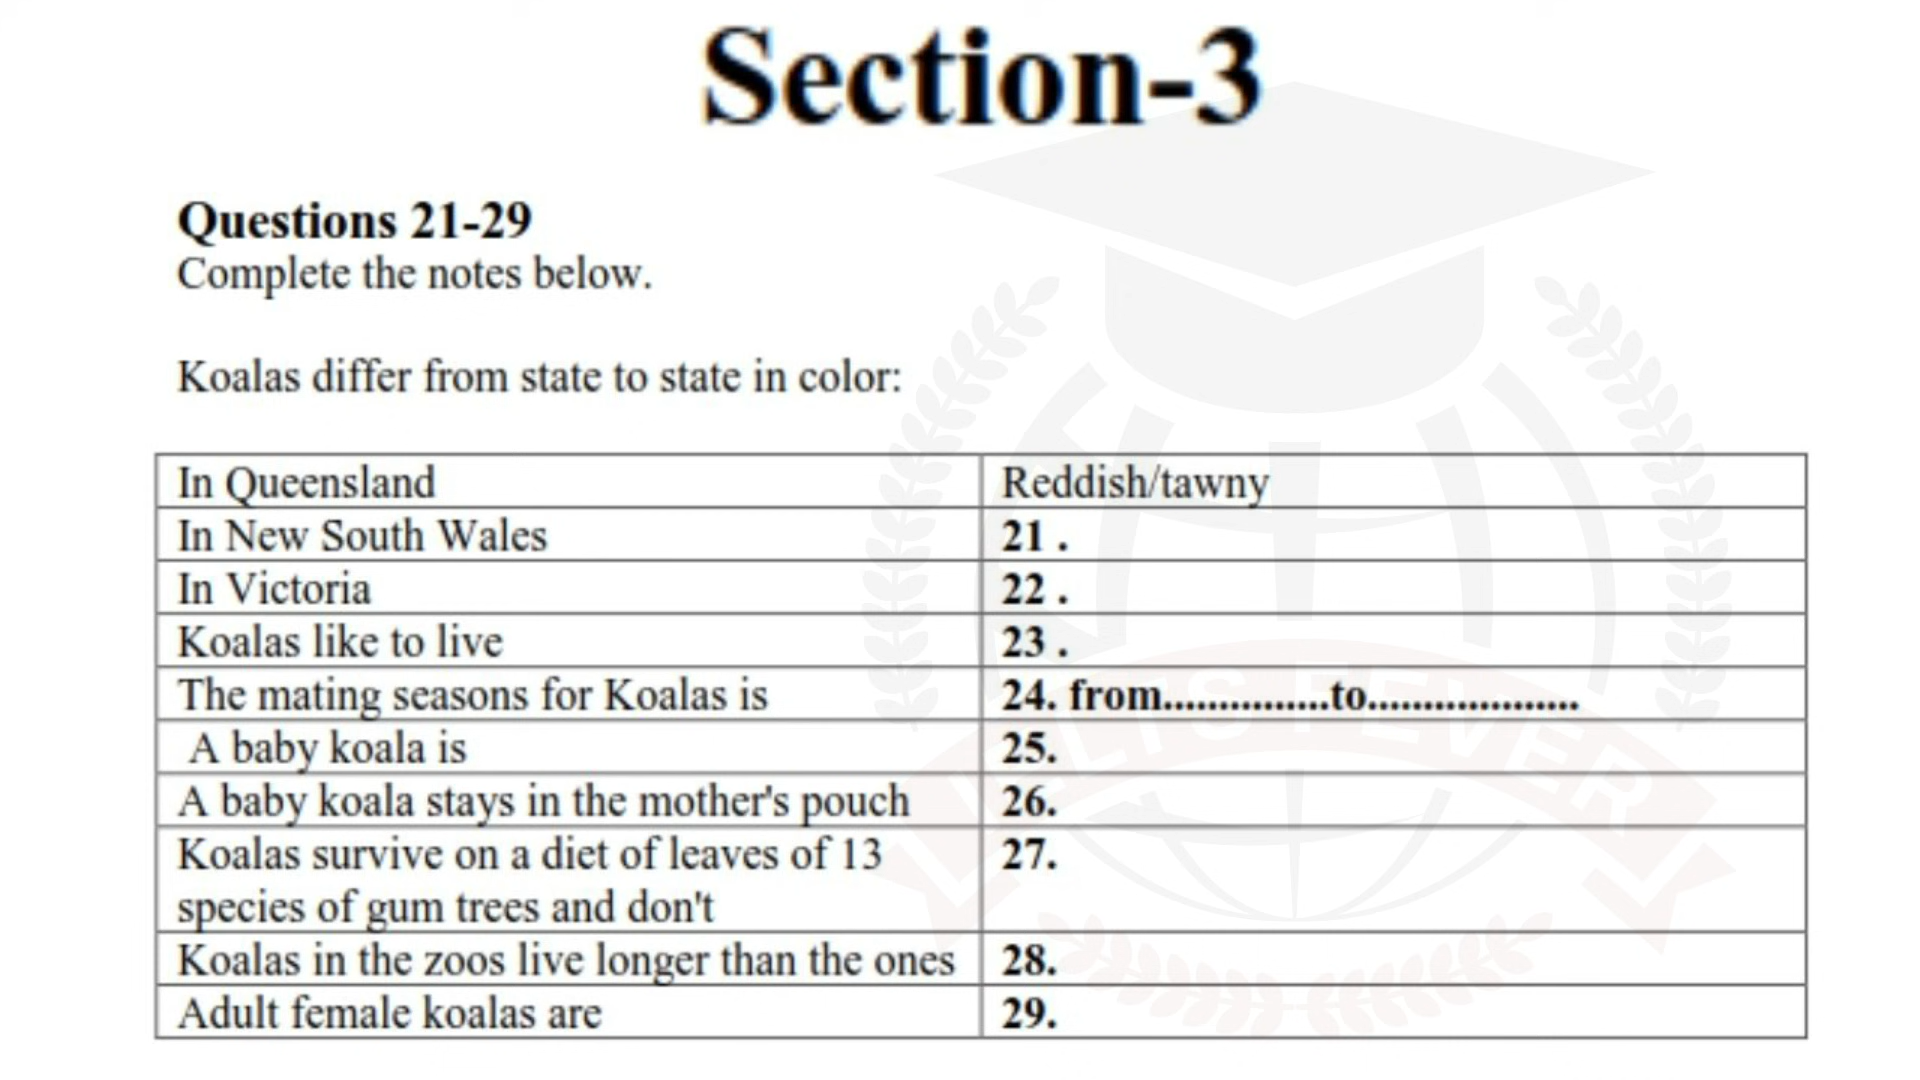 Section-3
Questions 21-29
Complete the notes below.
Koalas differ from state to state in color:
In Queensland Reddish/tawny
In New South Wales 21 .
In Victoria 22 .
Koalas like to live 23 .
The mating seasons for Koalas is 24. from...............to...................
A baby koala is 25.
A baby koala stays in the mother's pouch 26.
Koalas survive on a diet of leaves of 13 27.
species of gum trees and don't
Koalas in the zoos live longer than the ones 28.
Adult female koalas are 29.
IELTS FEVER